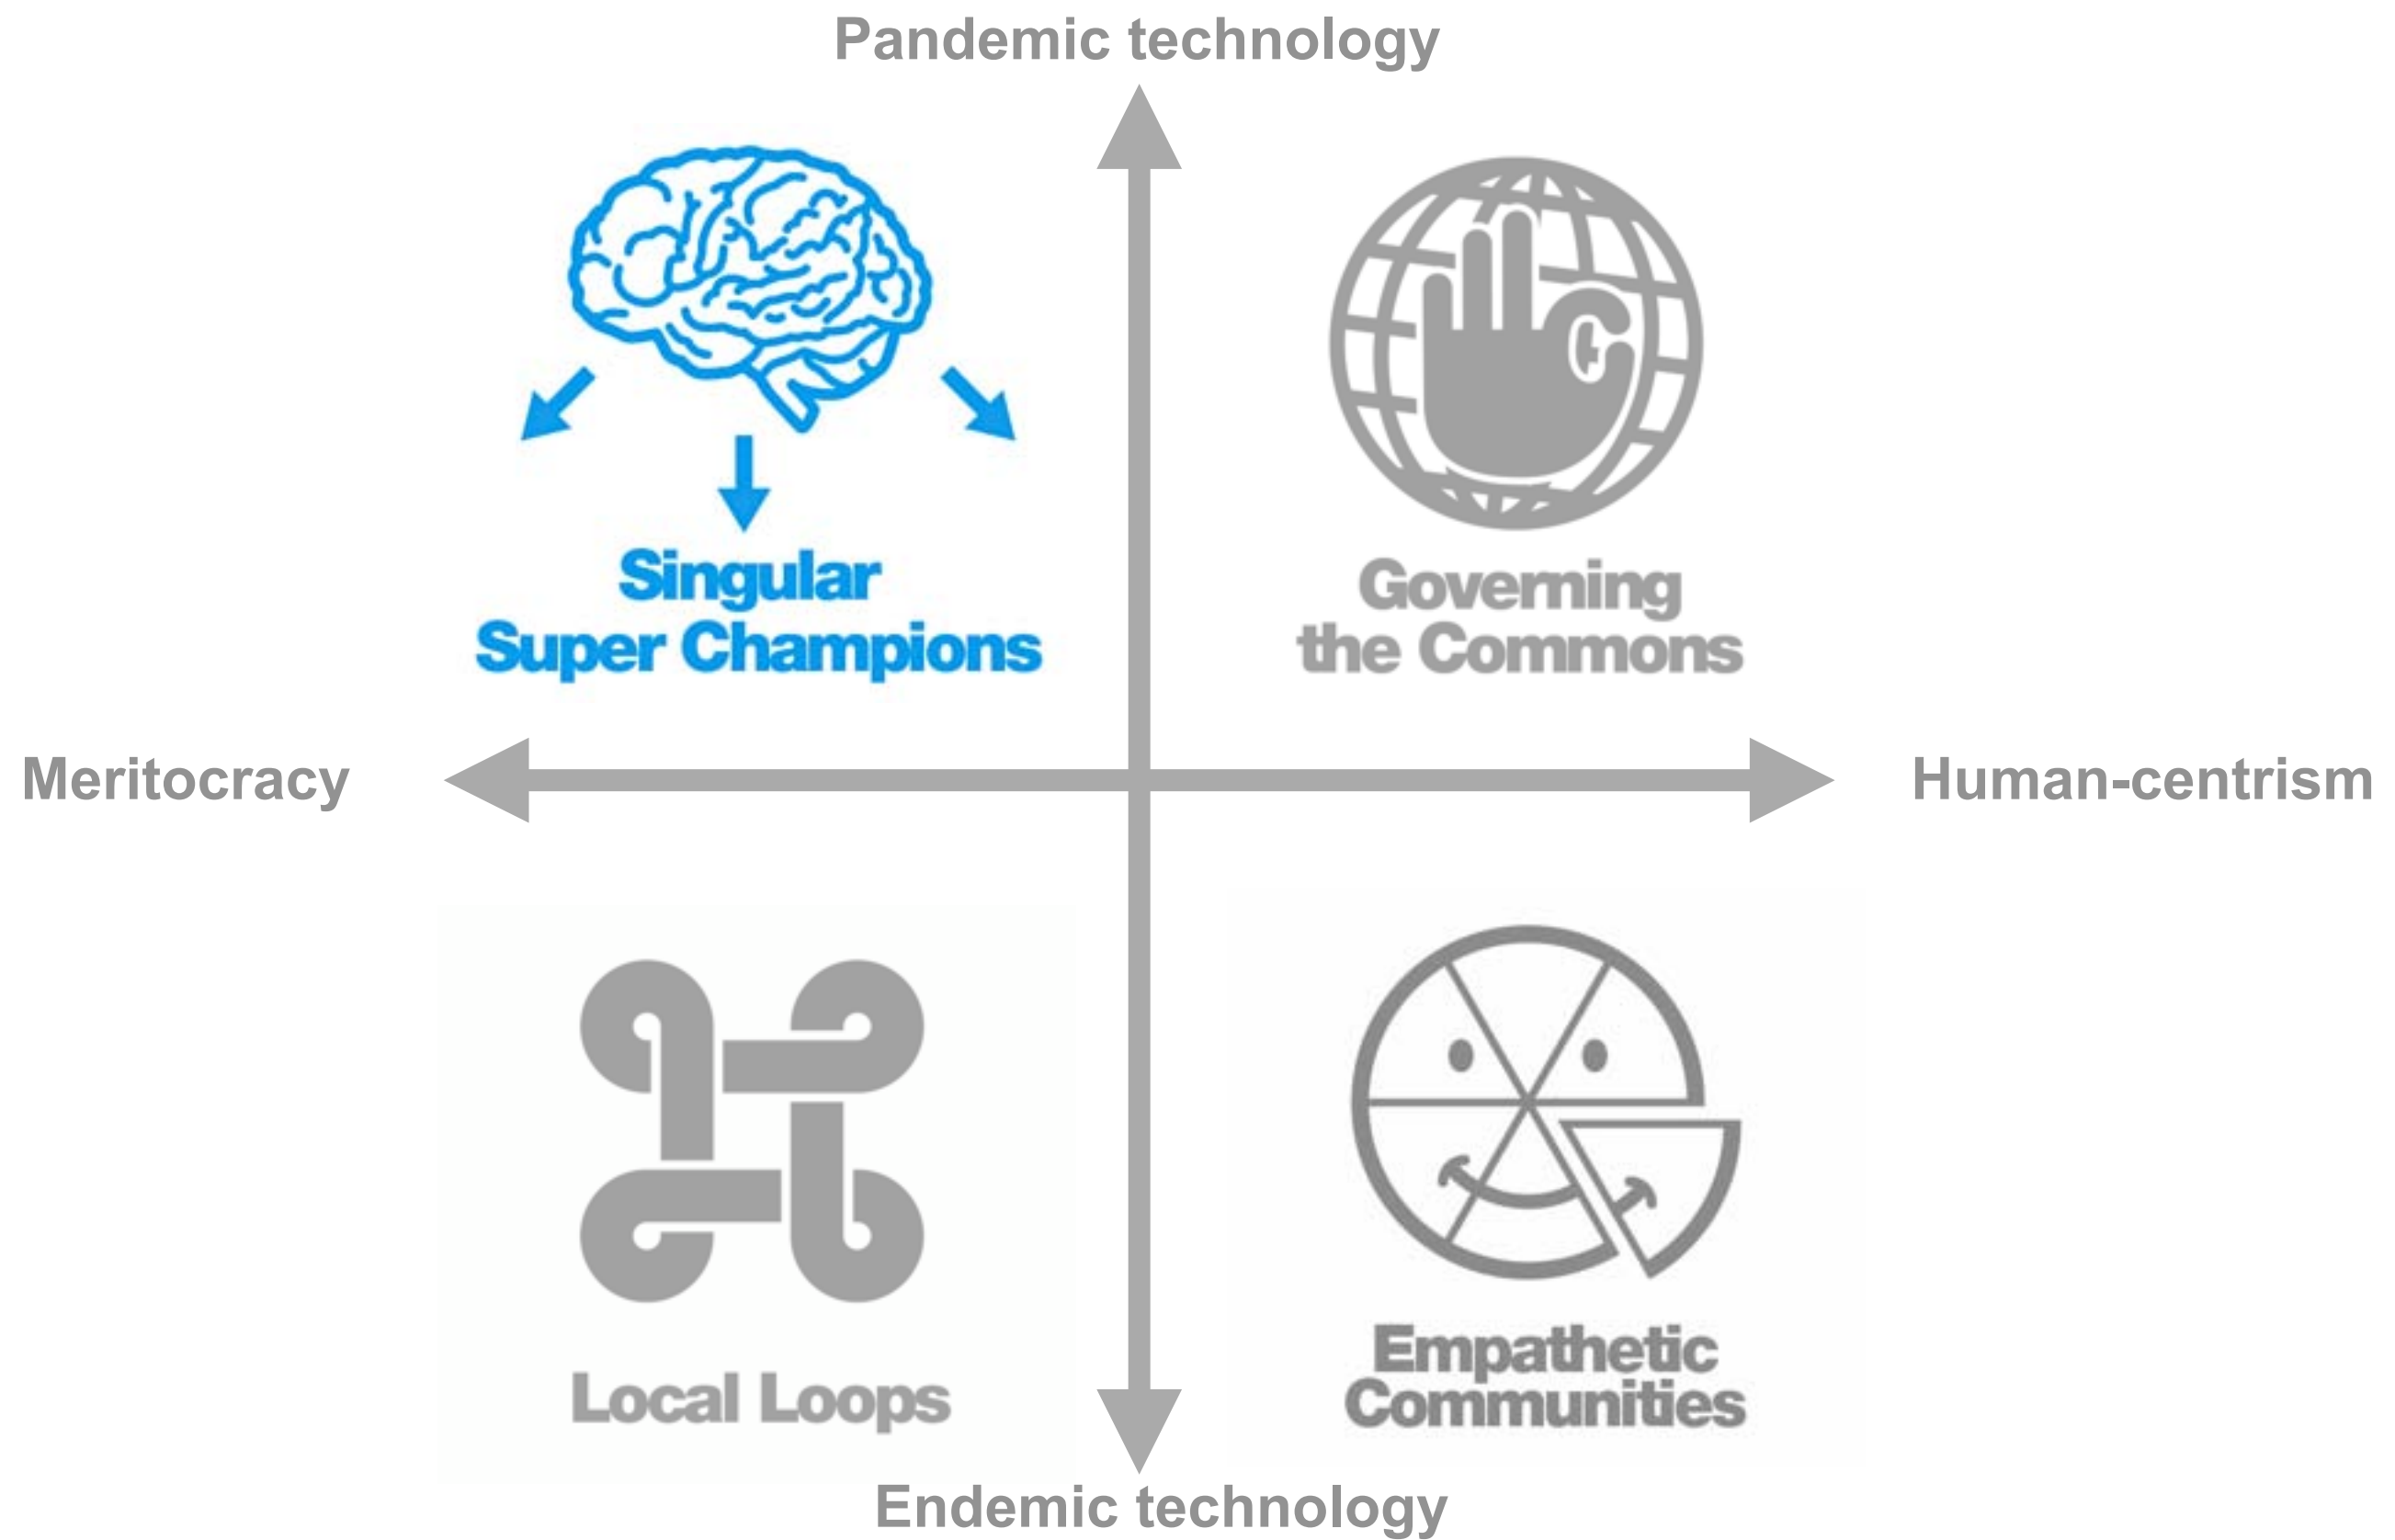 Pandemic technology
Singular
Super Champions
Governing
the Commons
Meritocracy
Human-centrism
Local Loops
Empathetic
Communities
Endemic technology